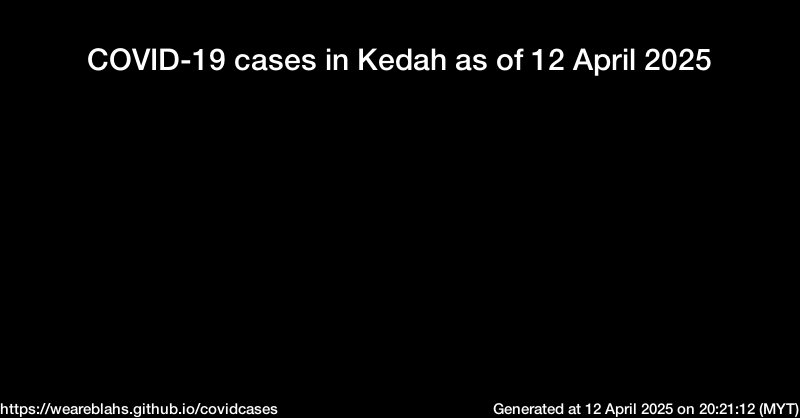 COVID-19 cases in Kedah as of 12 April 2025
https://weareblahs.github.io/covidcases
Generated at 12 April 2025 on 20:21:12 (MYT)